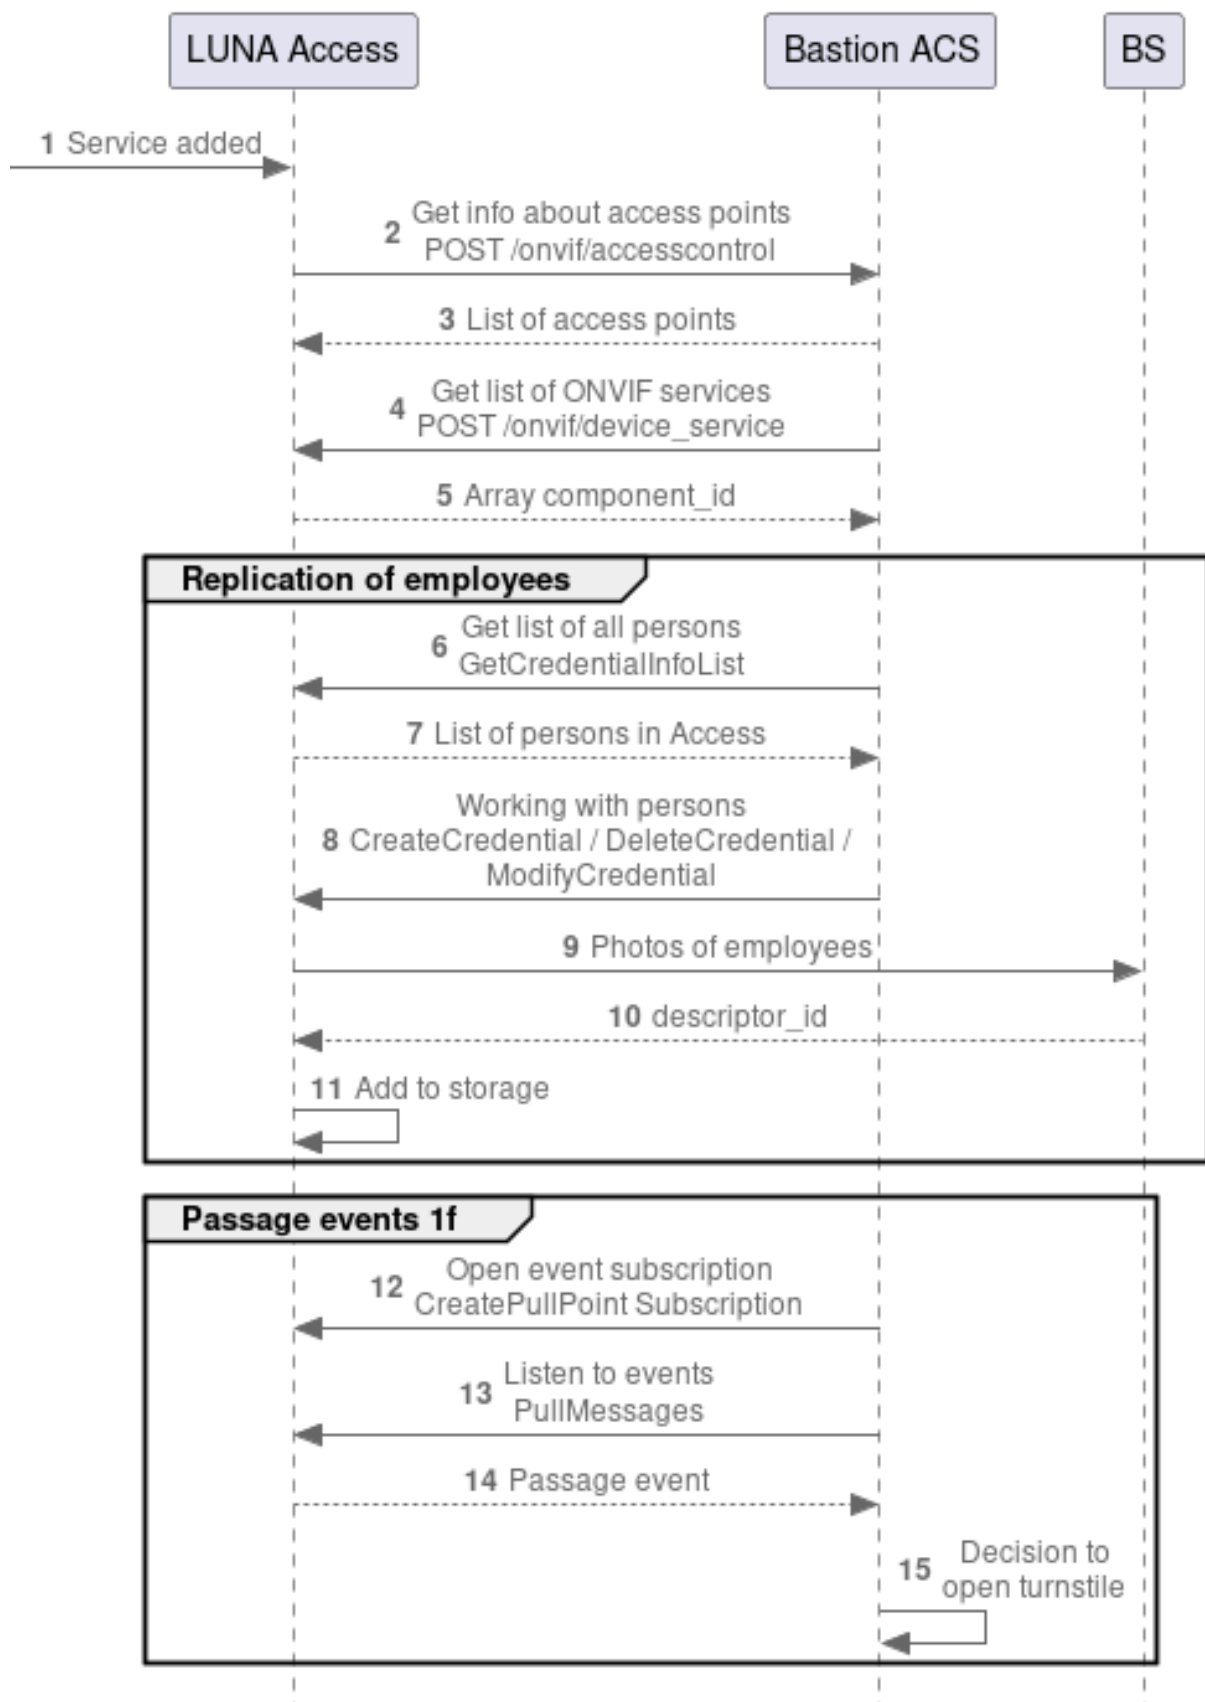 LUNA Access
Bastion ACS
BS
1 Service added
Get info about access points
2
POST /onvif/accesscontrol
3 List of access points
Get list of ONVIF services
4
POST /onvif/device_service
5 Array component_id
Replication of employees
Get list of all persons
6
GetCredentialInfoList
7 List of persons in Access
Working with persons
8 CreateCredential / DeleteCredential /
ModifyCredential
9 Photos of employees
10 descriptor_id
11 Add to storage
Passage events 1f
Open event subscription
12
CreatePullPoint Subscription
Listen to events
13
PullMessages
14 Passage event
Decision to
15
open turnstile